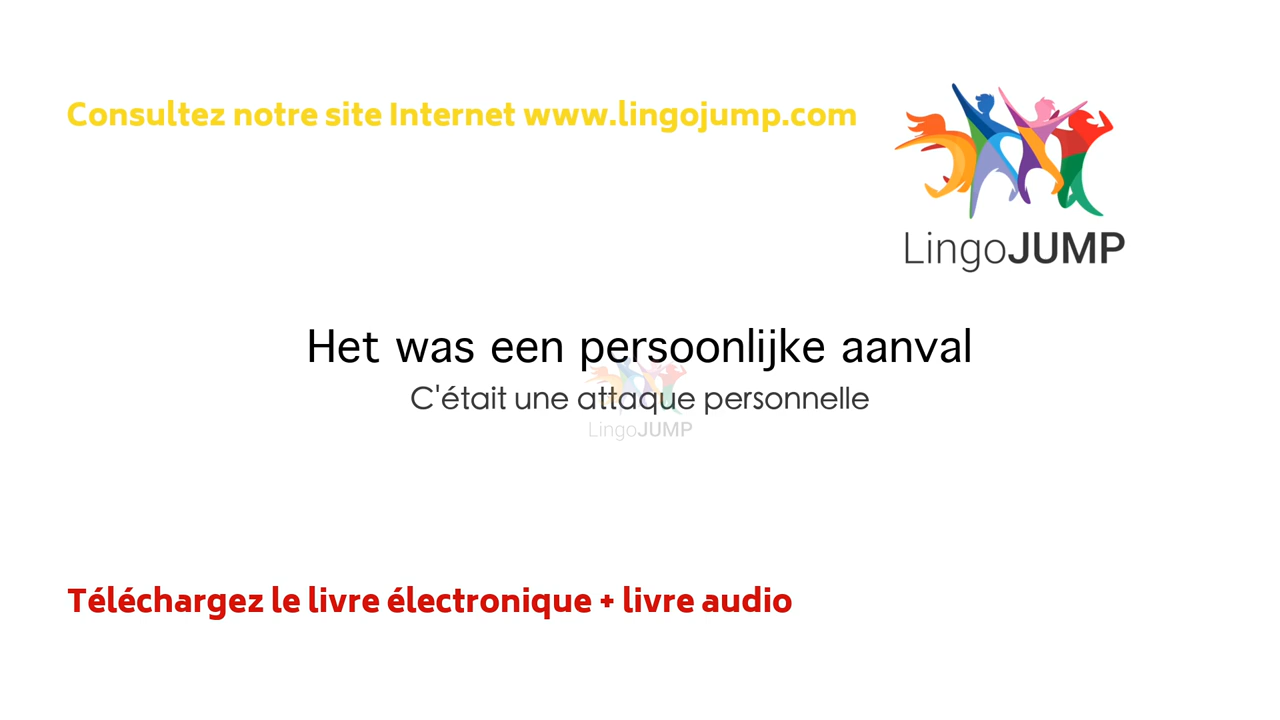 Consultez notre site Internet www.lingojump.com
LingoJUMP
Het was een persoonlijke aanval
C'était une attaque personnelle
LingoJUMP
Téléchargez le livre électronique + livre audio